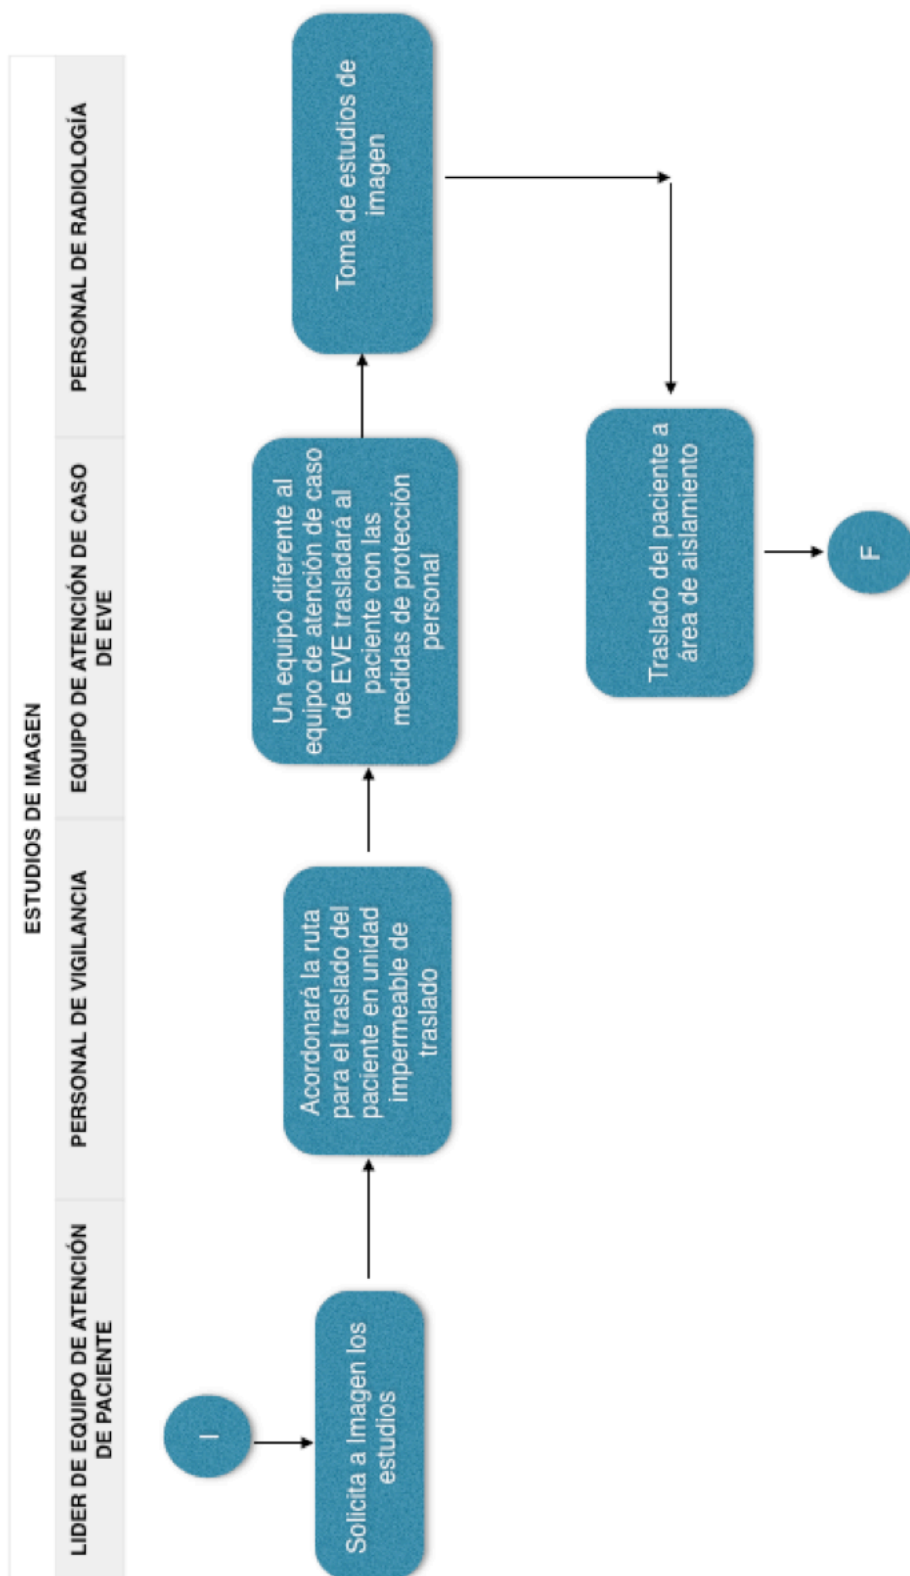 ESTUDIOS DE IMAGEN
LIDER DE EQUIPO DE ATENCIÓN
DE PACIENTE
PERSONAL DE VIGILANCIA
EQUIPO DE ATENCIÓN DE CASO
DE EVE
PERSONAL DE RADIOLOGÍA
I
Solicita a Imagen los
estudios
Acordonará la ruta
para el traslado del
paciente en unidad
impermeable de
traslado
Un equipo diferente al
equipo de atención de caso
de EVE trasladará al
paciente con las
medidas de protección
personal
Toma de estudios de
imagen
Traslado del paciente a
área de aislamiento
F